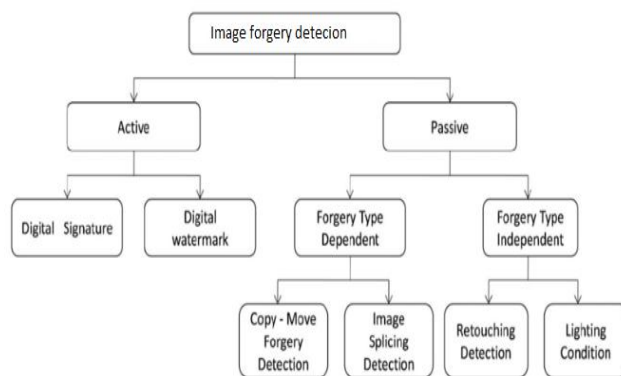 Image forgery detecion
Active
Passive
Digital Signature
Digital
watermark
Forgery Type
Dependent
Forgery Type
Independent
Copy - Move
Forgery
Detection
Image
Splicing
Detection
Retouching
Detection
Lighting
Condition